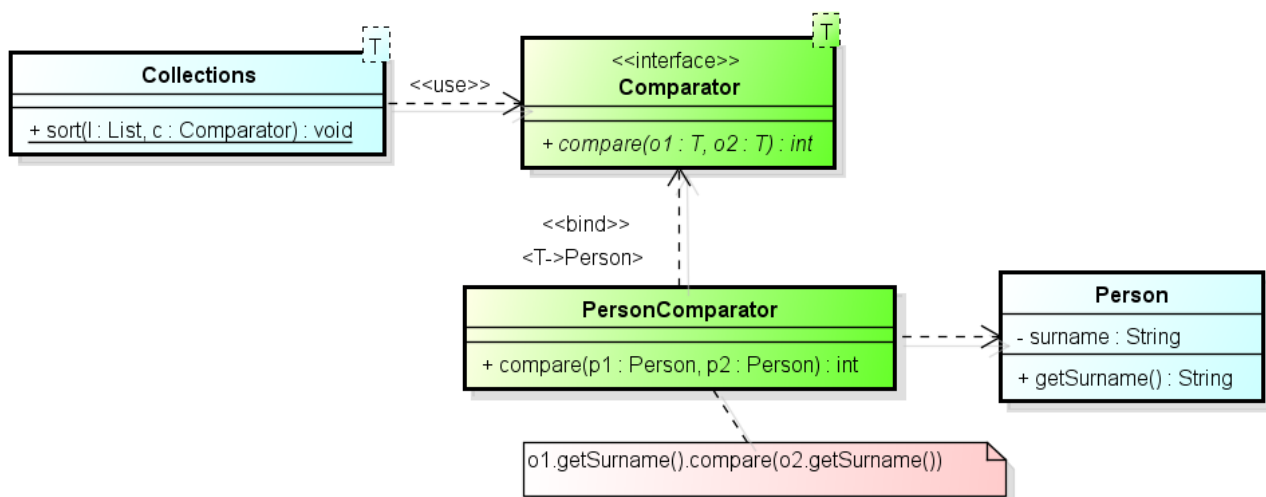 T
Collections
+ sort(l : List, c : Comparator) : void
<<use>>
T
<<interface>>
Comparator
+ compare(o1 : T, o2 : T) : int
<<bind>>
<T->Person>
PersonComparator
+ compare(p1 : Person, p2 : Person) : int
Person
- surname : String
+ getSurname() : String
o1.getSurname().compare(o2.getSurname())